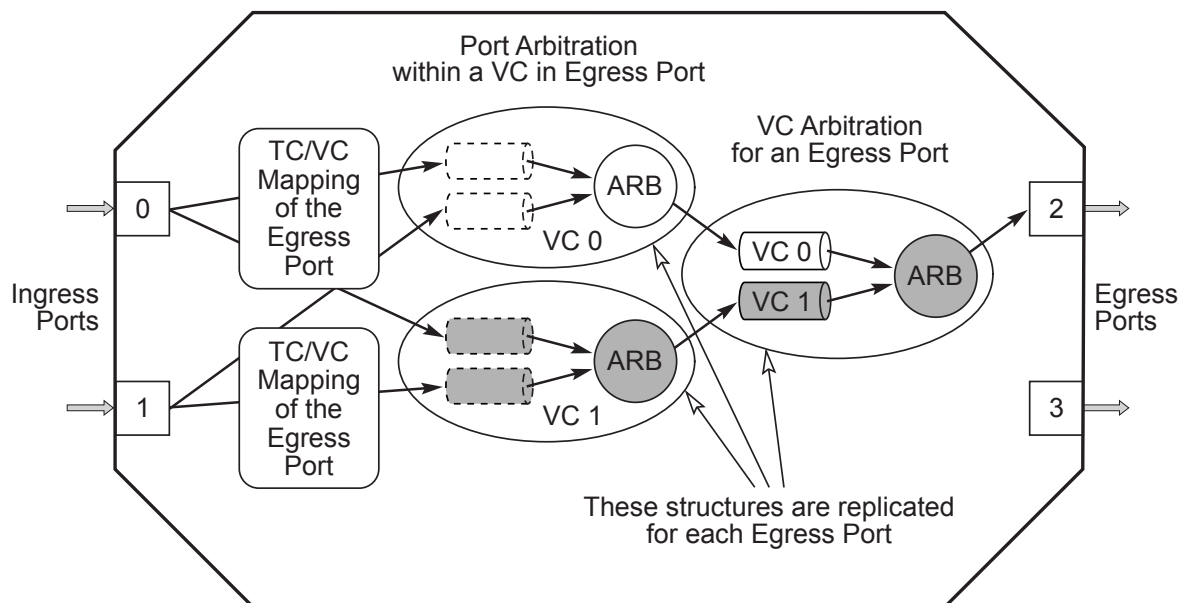 Port Arbitration
within a VC in Egress Port
VC Arbitration
for an Egress Port
TC/VC
Mapping
of the
Egress
Port
ARB
VC 0
0
2
VC 0
VC 1
ARB
Ingress
Ports
Egress
Ports
TC/VC
Mapping
of the
Egress
Port
ARB
VC 1
1
3
These structures are replicated
for each Egress Port